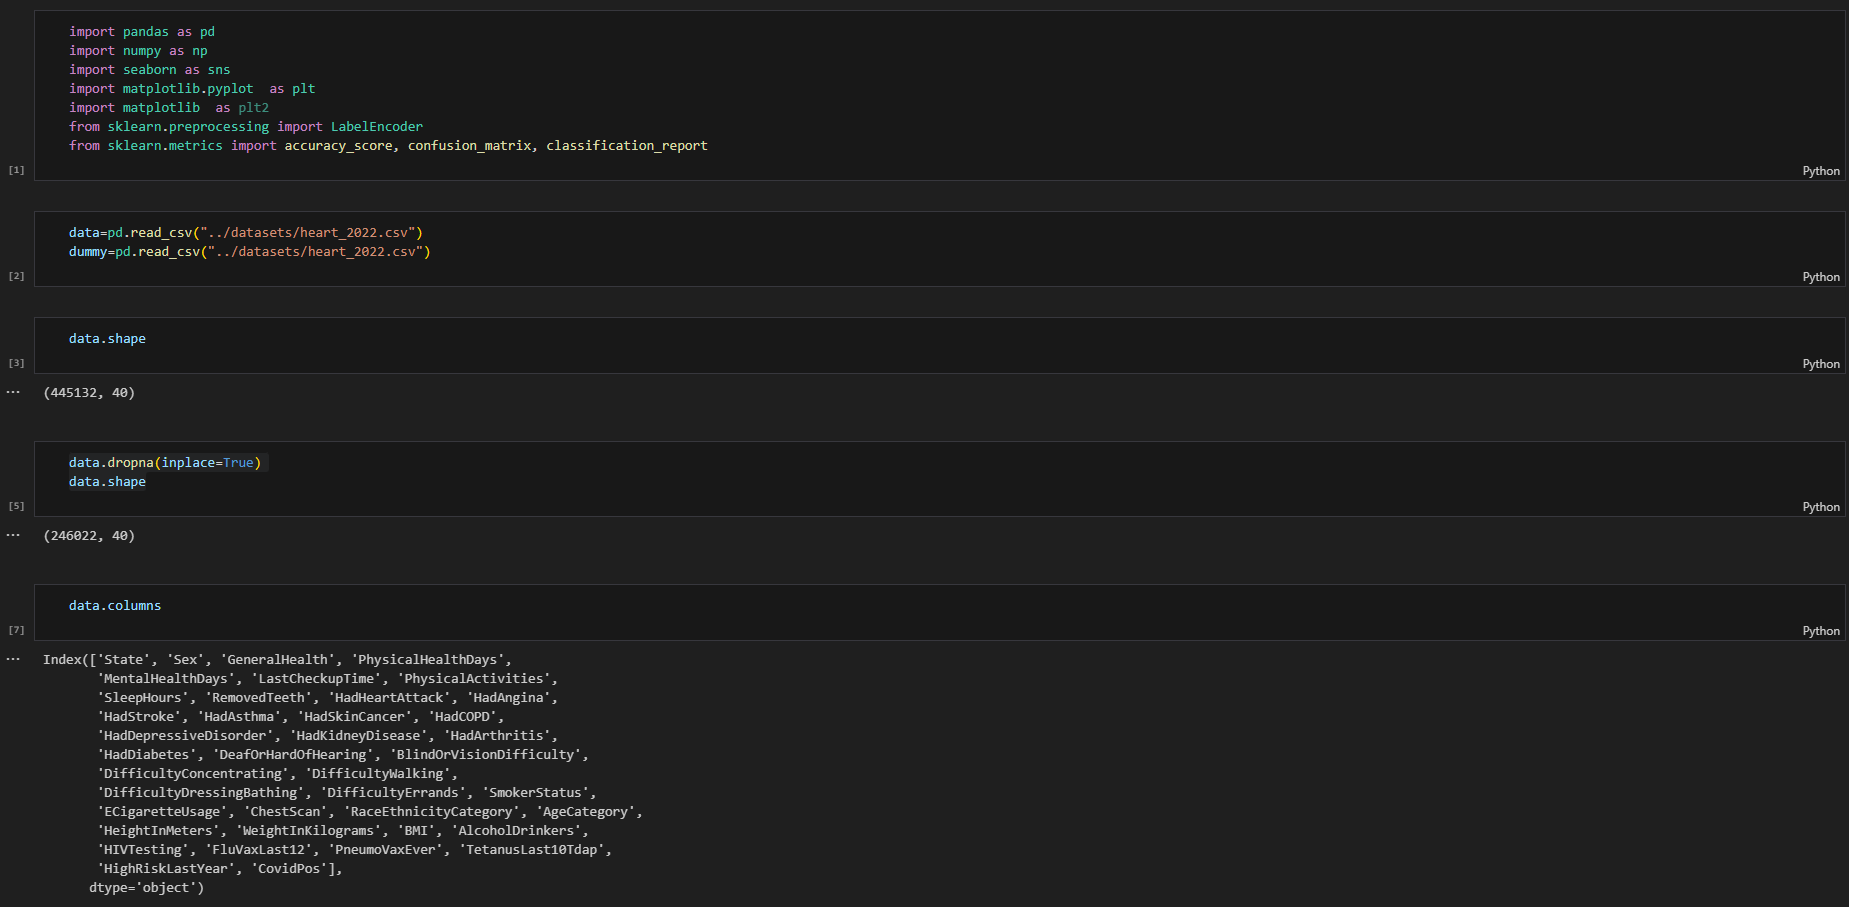 import pandas as pd
import numpy as np
import seaborn as sns
import matplotlib.pyplot  as plt
import matplotlib  as plt2
from sklearn.preprocessing import LabelEncoder
from sklearn.metrics import accuracy_score, confusion_matrix, classification_report
[1]
Python
data=pd.read_csv("../datasets/heart_2022.csv")
dummy=pd.read_csv("../datasets/heart_2022.csv")
[2]
Python
data.shape
[3]
Python
... (445132, 40)
data.dropna(inplace=True)
data.shape
[5]
Python
... (246022, 40)
data.columns
[7]
Python
... Index(['State', 'Sex', 'GeneralHealth', 'PhysicalHealthDays',
'MentalHealthDays', 'LastCheckupTime', 'PhysicalActivities',
'SleepHours', 'RemovedTeeth', 'HadHeartAttack', 'HadAngina',
'HadStroke', 'HadAsthma', 'HadSkinCancer', 'HadCOPD',
'HadDepressiveDisorder', 'HadKidneyDisease', 'HadArthritis',
'HadDiabetes', 'DeafOrHardOfHearing', 'BlindOrVisionDifficulty',
'DifficultyConcentrating', 'DifficultyWalking',
'DifficultyDressingBathing', 'DifficultyErrands', 'SmokerStatus',
'ECigaretteUsage', 'ChestScan', 'RaceEthnicityCategory', 'AgeCategory',
'HeightInMeters', 'WeightInKilograms', 'BMI', 'AlcoholDrinkers',
'HIVTesting', 'FluVaxLast12', 'PneumoVaxEver', 'TetanusLast10Tdap',
'HighRiskLastYear', 'CovidPos'],
dtype='object')